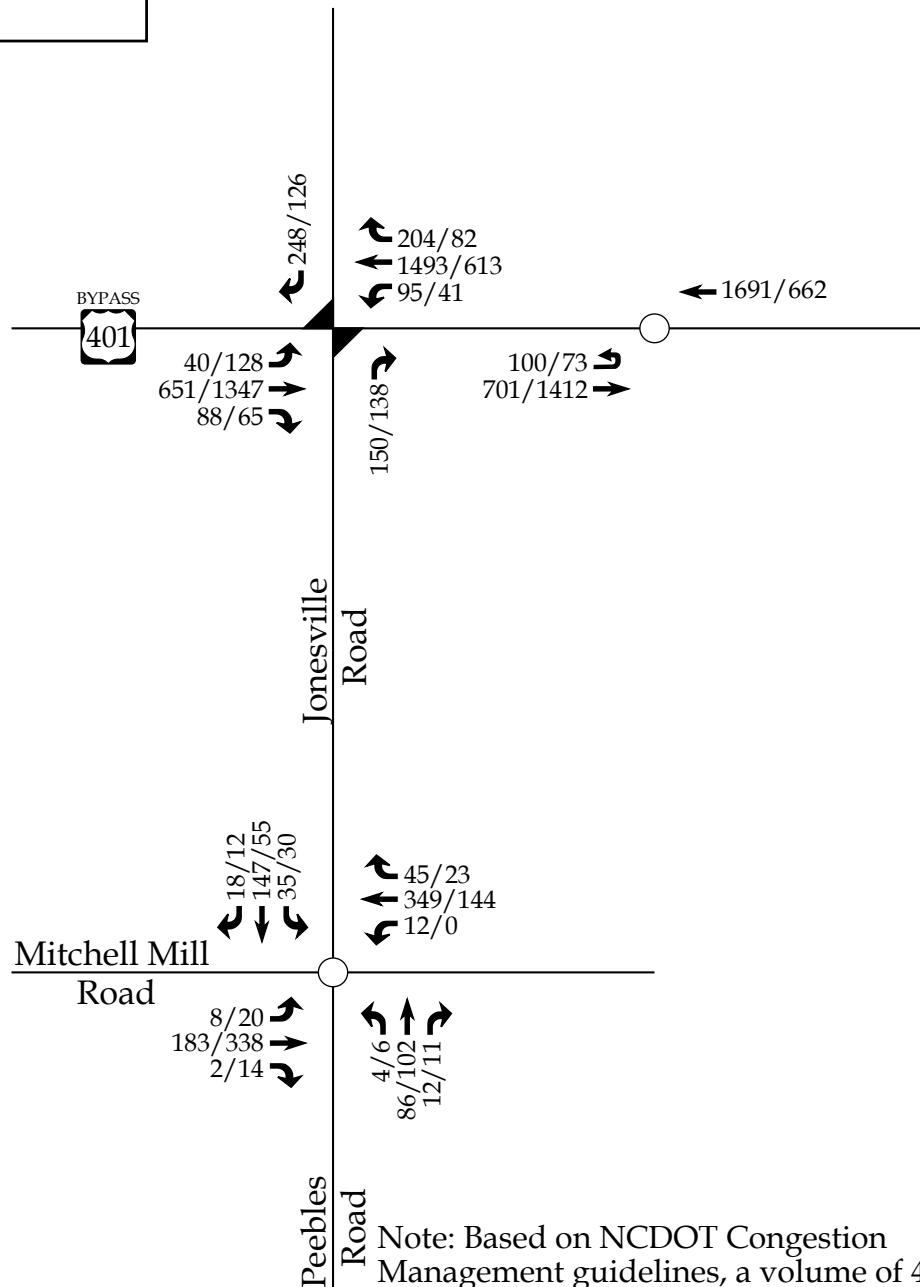 248/126
204/82
1493/613
95/41
1691/662
BYPASS
401
40/128
651/1347
88/65
150/138
100/73
701/1412
Jonesville
Road
18/12
147/55
35/30
45/23
349/144
12/0
Mitchell Mill
Road
8/20
183/338
2/14
4/6
86/102
12/11
Peebles
Road
Note: Based on NCDOT Congestion
Management guidelines, a volume of 4